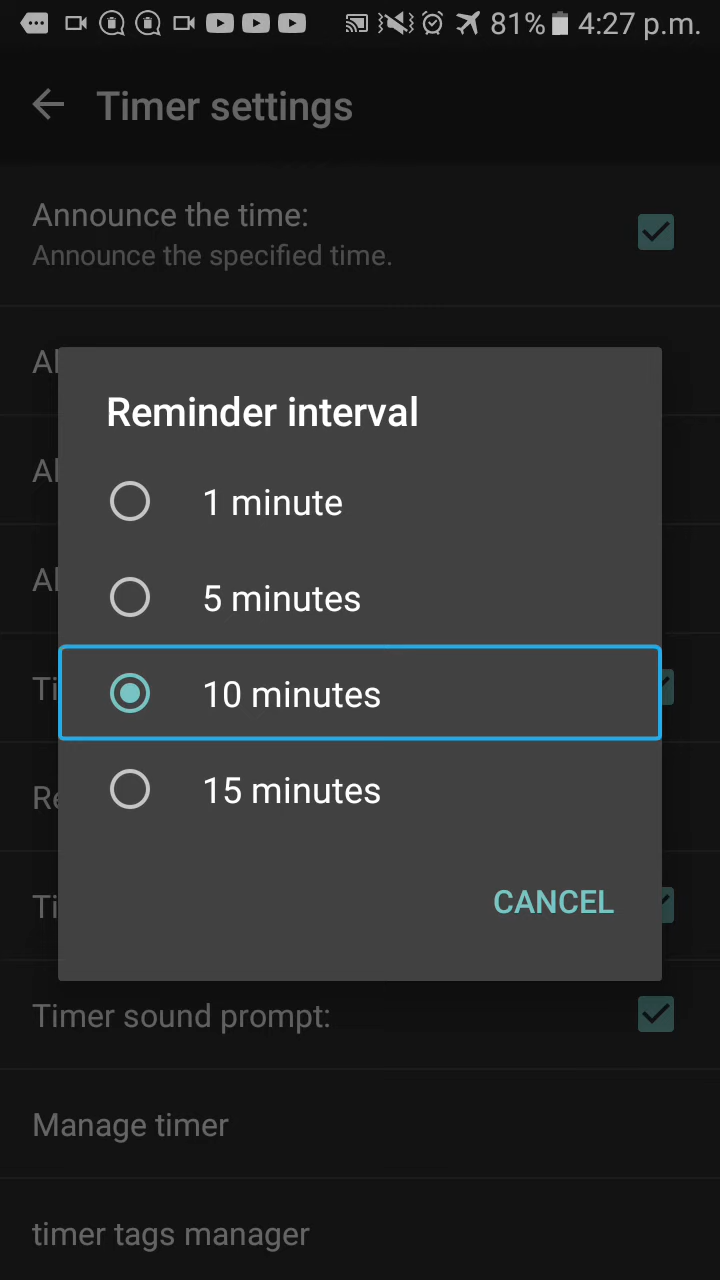 81% 4:27 p.m.
Timer settings
Announce the time:
Announce the specified time.
Reminder interval
1 minute
5 minutes
10 minutes
15 minutes
CANCEL
Timer sound prompt:
Manage timer
timer tags manager